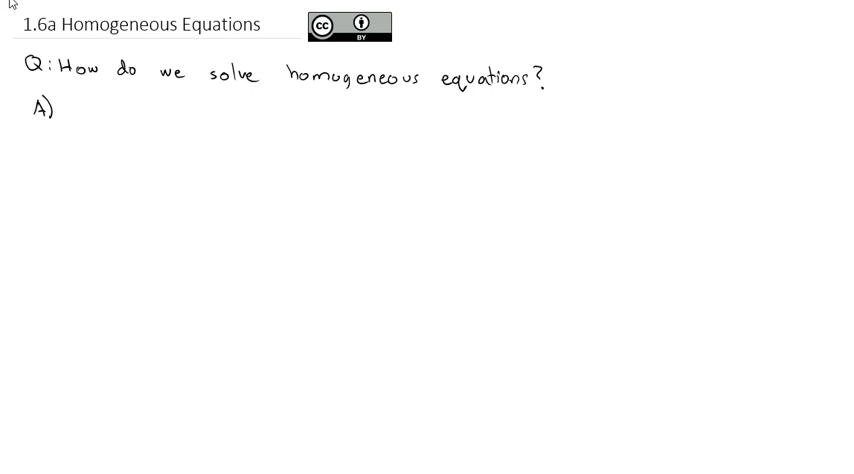 1.6a Homogeneous Equations
cc BY
Q: How do we solve homogeneous equations?
A)